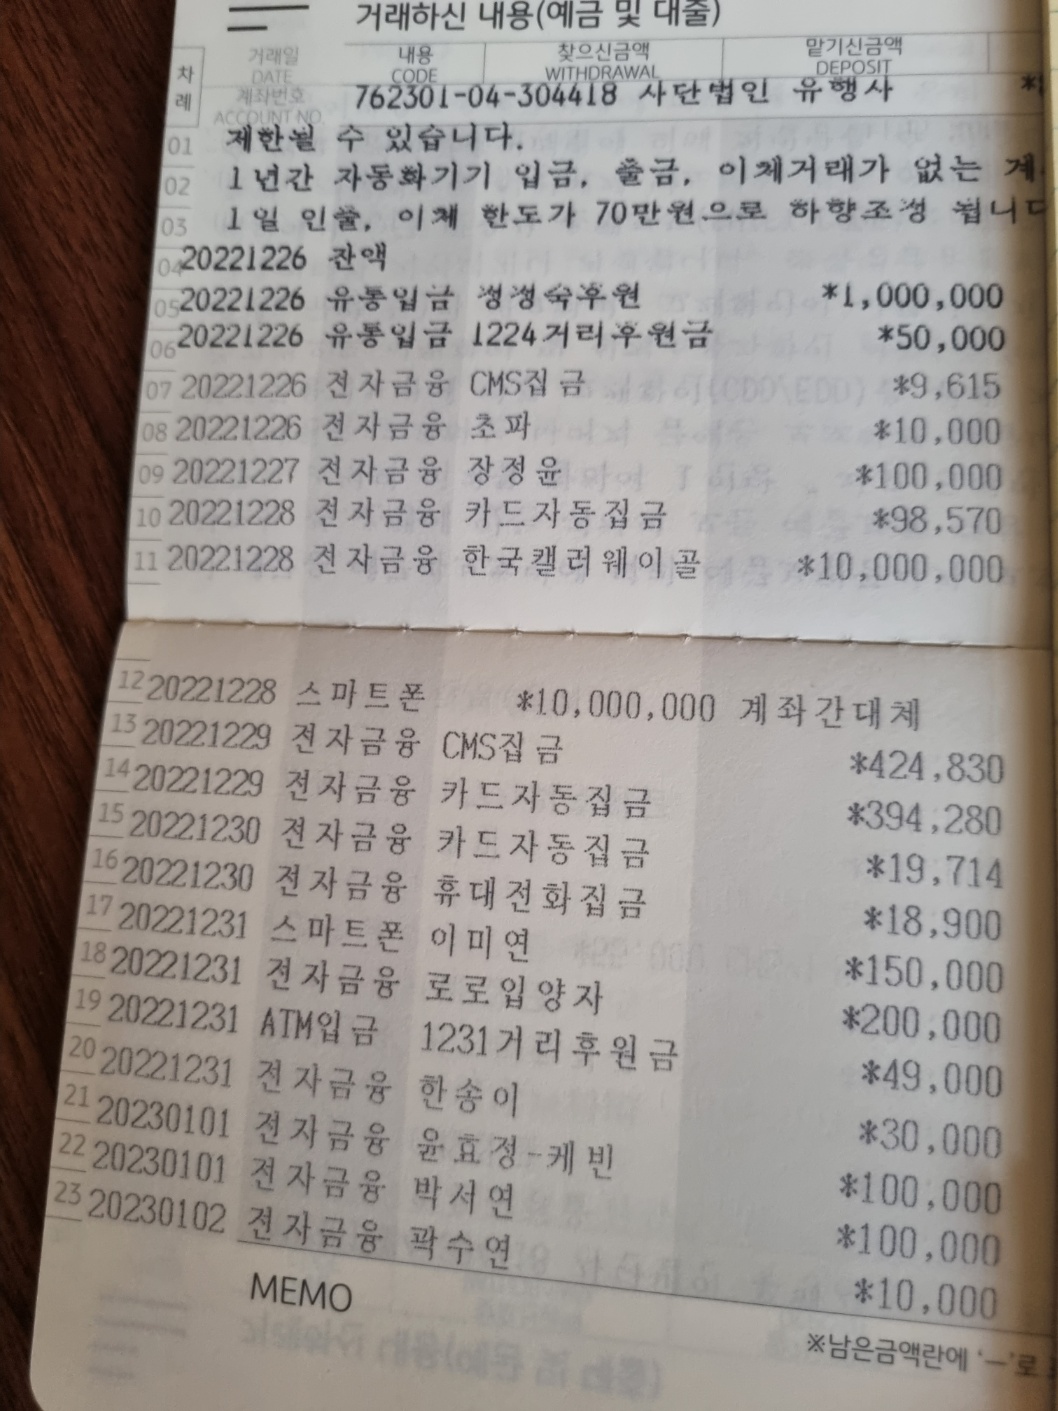 거래하신 내용(예금 및 대출)
차례 거래일 DATE 내용 CODE 찾으신금액 WITHDRAWAL 맡기신금액 DEPOSIT
계좌번호 ACCOUNT NO. 762301-04-304418 사단법인 유행사
01 제한될 수 있습니다.
02 1년간 자동화기기 입금, 출금, 이체거래가 없는 계
03 1일 인출, 이체 한도가 70만원으로 하향조정 됩니다
04 20221226 잔액
05 20221226 유통입금 정성숙후원 *1,000,000
06 20221226 유통입금 1224거리후원금 *50,000
07 20221226 전자금융 CMS집금 *9,615
08 20221226 전자금융 초파 *10,000
09 20221227 전자금융 장정윤 *100,000
10 20221228 전자금융 카드자동집금 *98,570
11 20221228 전자금융 한국캘러웨이골 *10,000,000
12 20221228 스마트폰 *10,000,000 계좌간대체
13 20221229 전자금융 CMS집금 *424,830
14 20221229 전자금융 카드자동집금 *394,280
15 20221230 전자금융 카드자동집금 *19,714
16 20221230 전자금융 휴대전화집금 *18,900
17 20221231 스마트폰 이미연 *150,000
18 20221231 전자금융 로로입양자 *200,000
19 20221231 ATM입금 1231거리후원금 *49,000
20 20221231 전자금융 한송이 *30,000
21 20230101 전자금융 윤효정-케빈 *100,000
22 20230101 전자금융 박서연 *100,000
23 20230102 전자금융 곽수연 *10,000
MEMO
※남은금액란에 '-'로